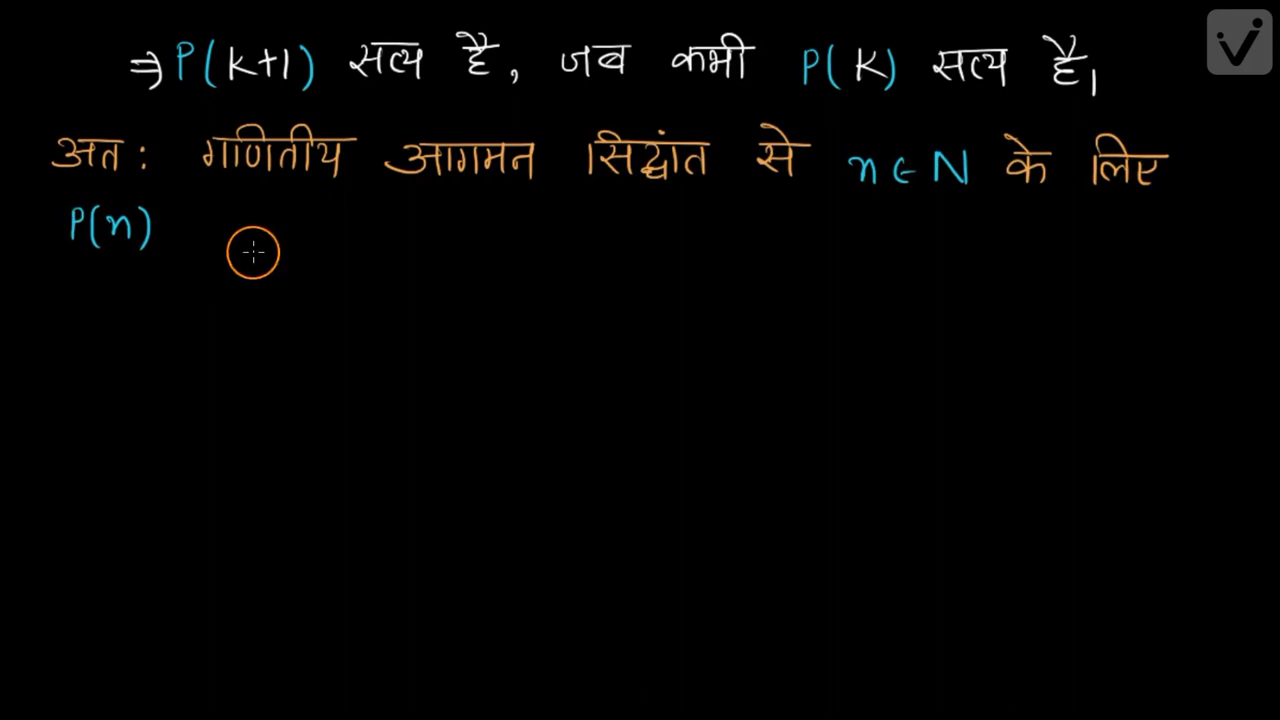 ⇒ P(k+1) सत्य है, जब कभी P(k) सत्य है।
अत: गणितीय आगमन सिद्धांत से n ∈ N के लिए
P(n)